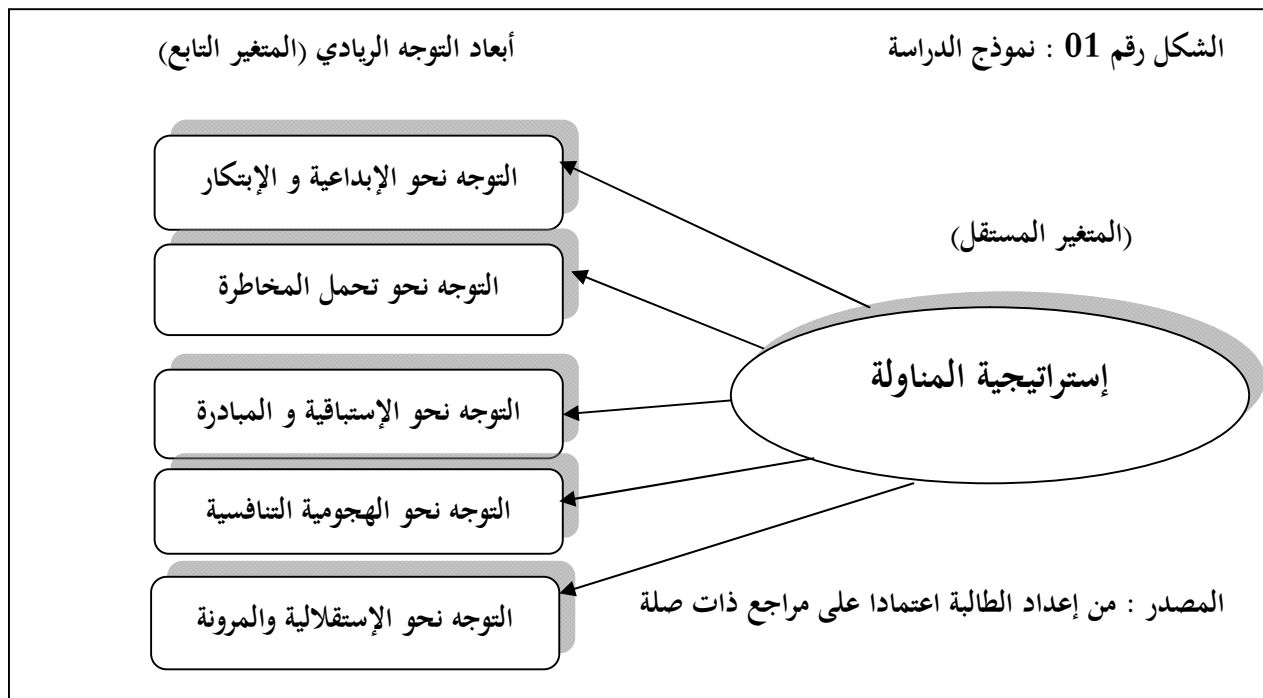 الشكل رقم 01 : نموذج الدراسة
أبعاد التوجه الريادي (المتغير التابع)
(المتغير المستقل)
إستراتيجية المناولة
التوجه نحو الإبداعية و الإبتكار
التوجه نحو تحمل المخاطرة
التوجه نحو الإستباقية و المبادرة
التوجه نحو الهجومية التنافسية
التوجه نحو الإستقلالية والمرونة
المصدر : من إعداد الطالبة اعتمادا على مراجع ذات صلة